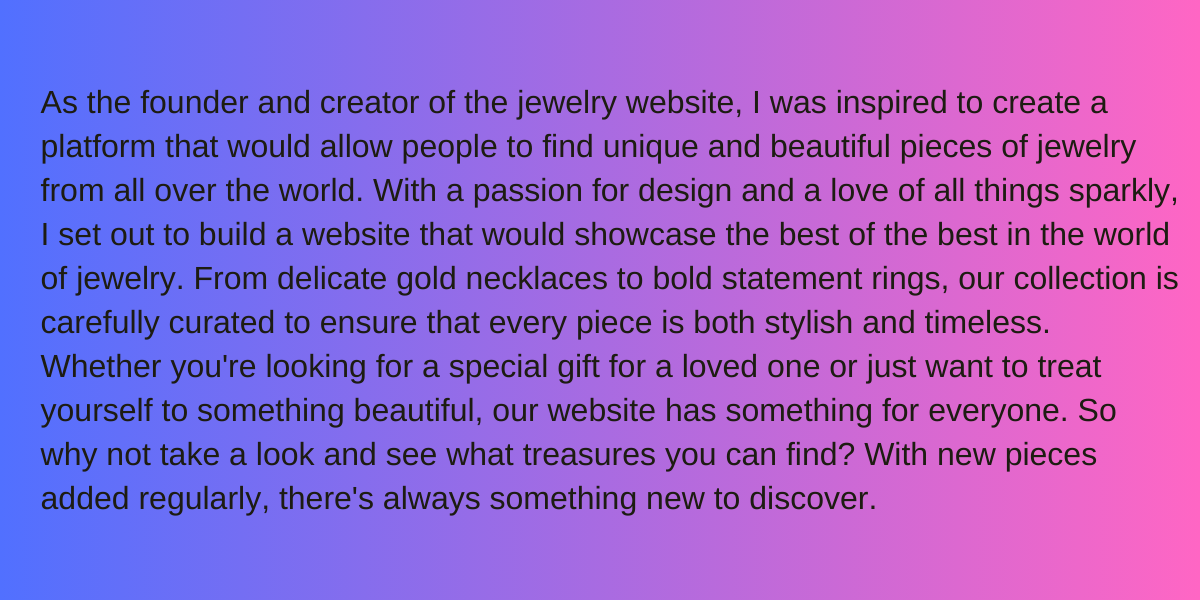 As the founder and creator of the jewelry website, I was inspired to create a
platform that would allow people to find unique and beautiful pieces of jewelry
from all over the world. With a passion for design and a love of all things sparkly,
I set out to build a website that would showcase the best of the best in the world
of jewelry. From delicate gold necklaces to bold statement rings, our collection is
carefully curated to ensure that every piece is both stylish and timeless.
Whether you're looking for a special gift for a loved one or just want to treat
yourself to something beautiful, our website has something for everyone. So
why not take a look and see what treasures you can find? With new pieces
added regularly, there's always something new to discover.